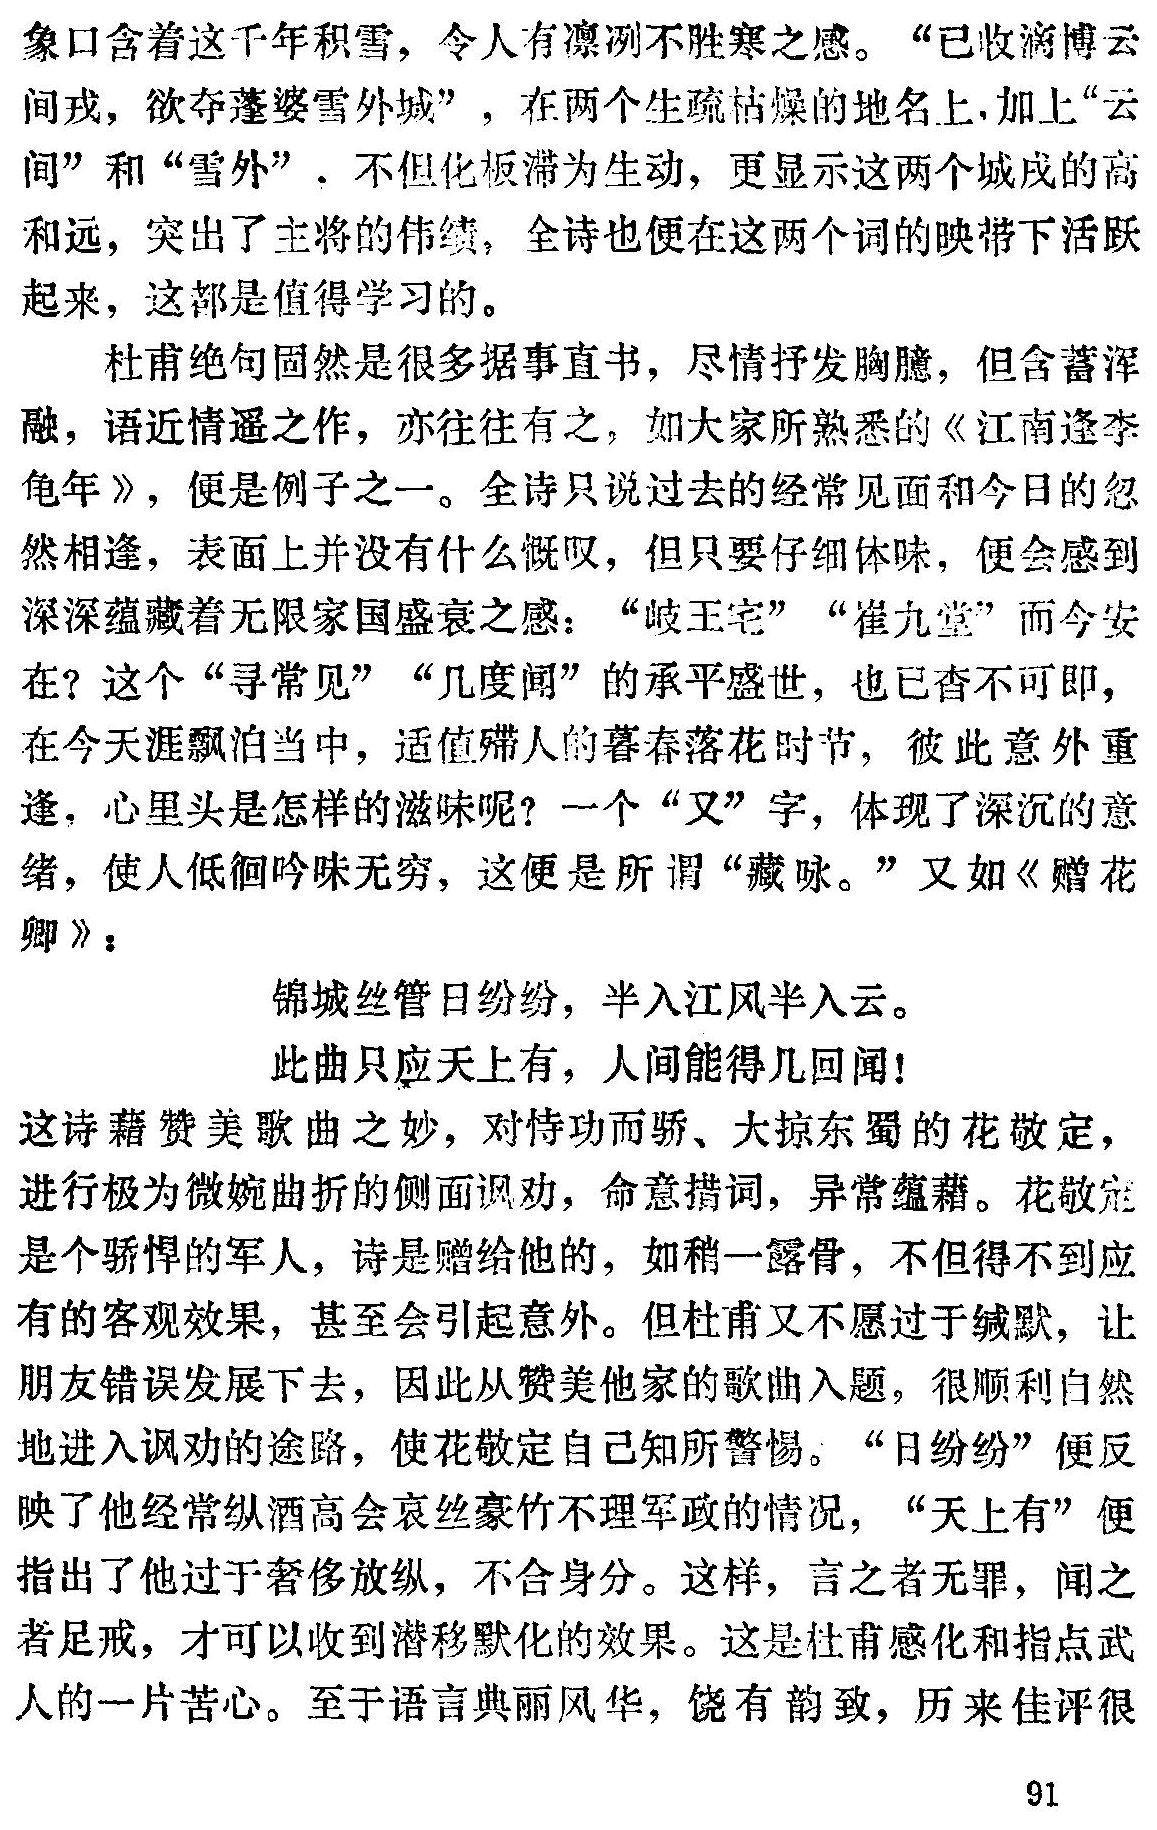 象口含着这千年积雪，令人有凛冽不胜寒之感。“已收滴博云
间戎，欲夺蓬婆雪外城”，在两个生疏枯燥的地名上，加上“云
间”和“雪外”．不但化板滞为生动，更显示这两个城戍的高
和远，突出了主将的伟绩，全诗也便在这两个词的映带下活跃
起来，这都是值得学习的。
杜甫绝句固然是很多据事直书，尽情抒发胸臆，但含蓄浑
融，语近情遥之作，亦往往有之，如大家所熟悉的《江南逢李
龟年》，便是例子之一。全诗只说过去的经常见面和今日的忽
然相逢，表面上并没有什么慨叹，但只要仔细体味，便会感到
深深蕴藏着无限家国盛衰之感：“岐王宅”“崔九堂”而今安
在？这个“寻常见”“几度闻”的承平盛世，也已杳不可即，
在今天涯飘泊当中，适值殢人的暮春落花时节，彼此意外重
逢，心里头是怎样的滋味呢？一个“又”字，体现了深沉的意
绪，使人低徊吟味无穷，这便是所谓“藏咏。”又如《赠花
卿》：
锦城丝管日纷纷，半入江风半入云。
此曲只应天上有，人间能得几回闻！
这诗藉赞美歌曲之妙，对恃功而骄、大掠东蜀的花敬定，
进行极为微婉曲折的侧面讽劝，命意措词，异常蕴藉。花敬定
是个骄悍的军人，诗是赠给他的，如稍一露骨，不但得不到应
有的客观效果，甚至会引起意外。但杜甫又不愿过于缄默，让
朋友错误发展下去，因此从赞美他家的歌曲入题，很顺利自然
地进入讽劝的途路，使花敬定自己知所警惕。“日纷纷”便反
映了他经常纵酒高会哀丝豪竹不理军政的情况，“天上有”便
指出了他过于奢侈放纵，不合身分。这样，言之者无罪，闻之
者足戒，才可以收到潜移默化的效果。这是杜甫感化和指点武
人的一片苦心。至于语言典丽风华，饶有韵致，历来佳评很
91